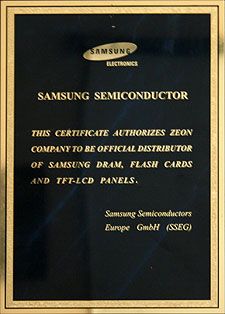 SAMSUNG
ELECTRONICS
SAMSUNG SEMICONDUCTOR
THIS CERTIFICATE AUTHORIZES ZEON
COMPANY TO BE OFFICIAL DISTRIBUTOR
OF SAMSUNG DRAM, FLASH CARDS
AND TFT-LCD PANELS.
Samsung Semiconductors
Europe GmbH (SSEG)